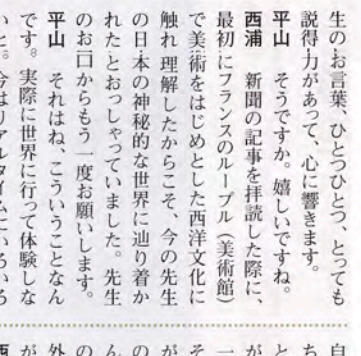 生のお言葉、ひとつひとつ、とっても
説得力があって、心に響きます。
平山　そうですか。嬉しいですね。
西浦　新聞の記事を拝読した際に、
最初にフランスのルーブル（美術館）
で美術をはじめとした西洋文化に
触れ理解したからこそ、今の先生
の日本の神秘的な世界に辿り着か
れたとおっしゃっていました。先生
のお口からもう一度お願いします。
平山　それはね、こういうことなん
です。実際に世界に行って体験しな
いと。今はリアルタイムにいろいろ